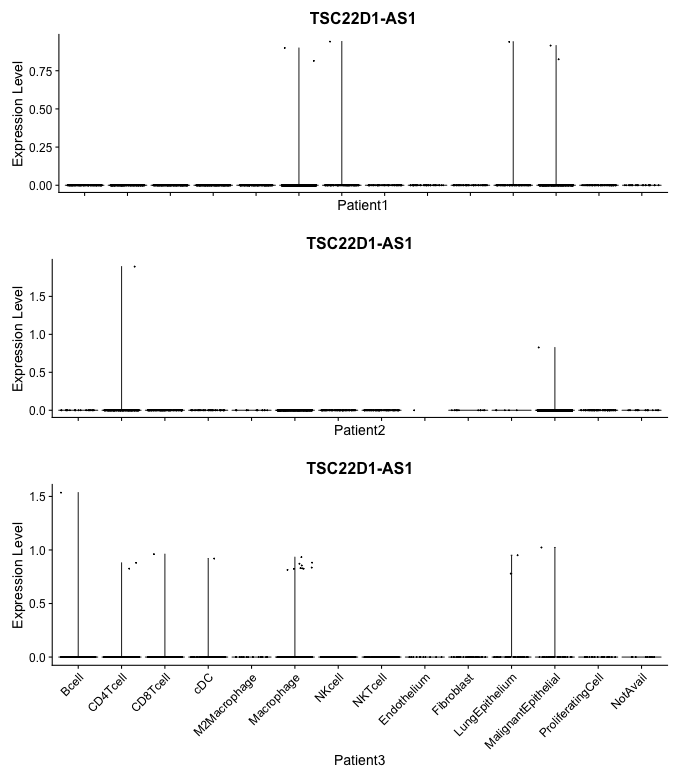 TSC22D1-AS1
Expression Level
0.75
0.50
0.25
0.00
Patient1
TSC22D1-AS1
Expression Level
1.5
1.0
0.5
0.0
Patient2
TSC22D1-AS1
Expression Level
1.5
1.0
0.5
0.0
Bcell
CD4Tcell
CD8Tcell
cDC
M2Macrophage
Macrophage
NKcell
NKTcell
Endothelium
Fibroblast
LungEpithelium
MalignantEpithelial
ProliferatingCell
NotAvail
Patient3